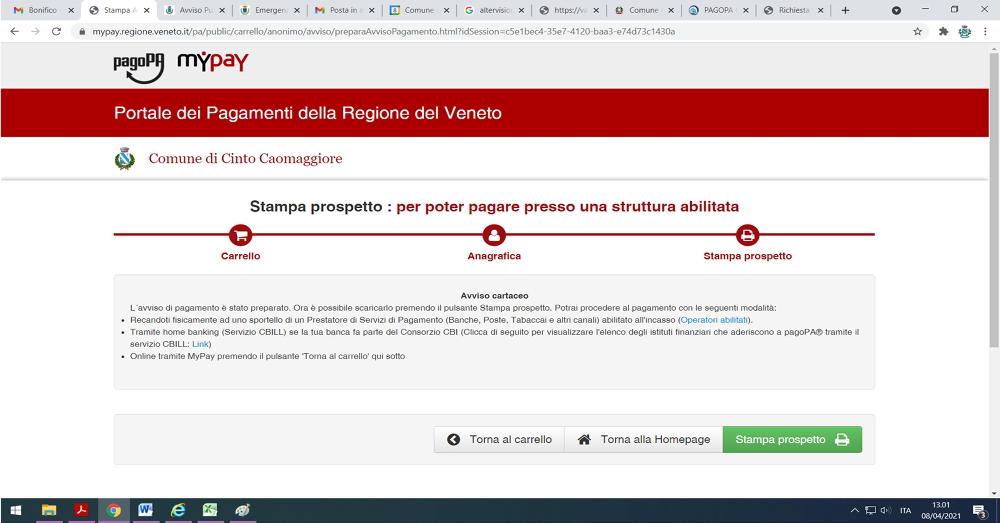 Bonifico -
Stampa A
Avviso Pu
Emergenz
Posta in a
8
Comune
altervision
https://va
Comune
PAGOPA
Richiesta
mypay.regione.veneto.it/pa/public/carrello/anonimo/avviso/preparaAvvisoPagamento.html?idSession=c5e1bec4-35e7-4120-baa3-e74d73c1430a
pagoPA mypay
Portale dei Pagamenti della Regione del Veneto
Comune di Cinto Caomaggiore
Stampa prospetto : per poter pagare presso una struttura abilitata
Carrello
Anagrafica
Stampa prospetto
Avviso cartaceo
L´avviso di pagamento è stato preparato. Ora è possibile scaricarlo premendo il pulsante Stampa prospetto. Potrai procedere al pagamento con le seguenti modalità:
• Recandoti fisicamente ad uno sportello di un Prestatore di Servizi di Pagamento (Banche, Poste, Tabaccai e altri canali) abilitato all'incasso (Operatori abilitati).
• Tramite home banking (Servizio CBILL) se la tua banca fa parte del Consorzio CBI (Clicca di seguito per visualizzare l'elenco degli istituti finanziari che aderiscono a pagoPA® tramite il
servizio CBILL: Link)
• Online tramite MyPay premendo il pulsante 'Torna al carrello' qui sotto
Torna al carrello
Torna alla Homepage
Stampa prospetto
ITA
13.01
08/04/2021
3